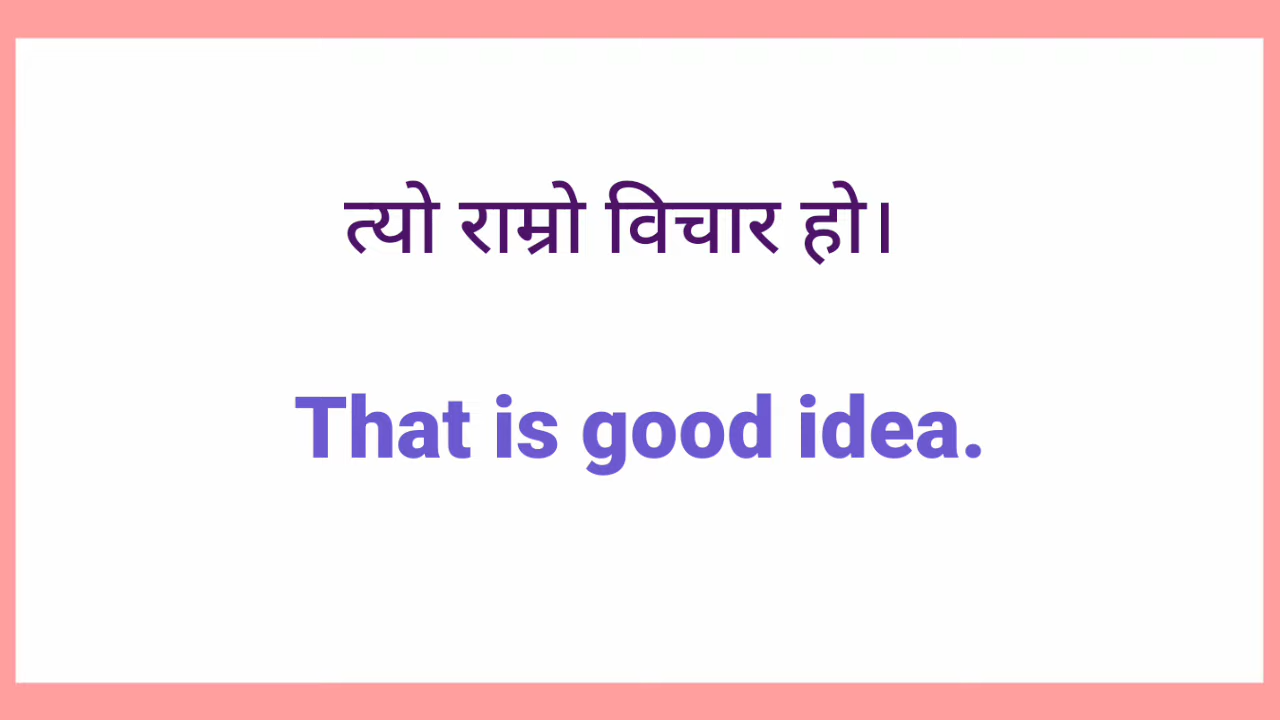 त्यो राम्रो विचार हो।
That is good idea.